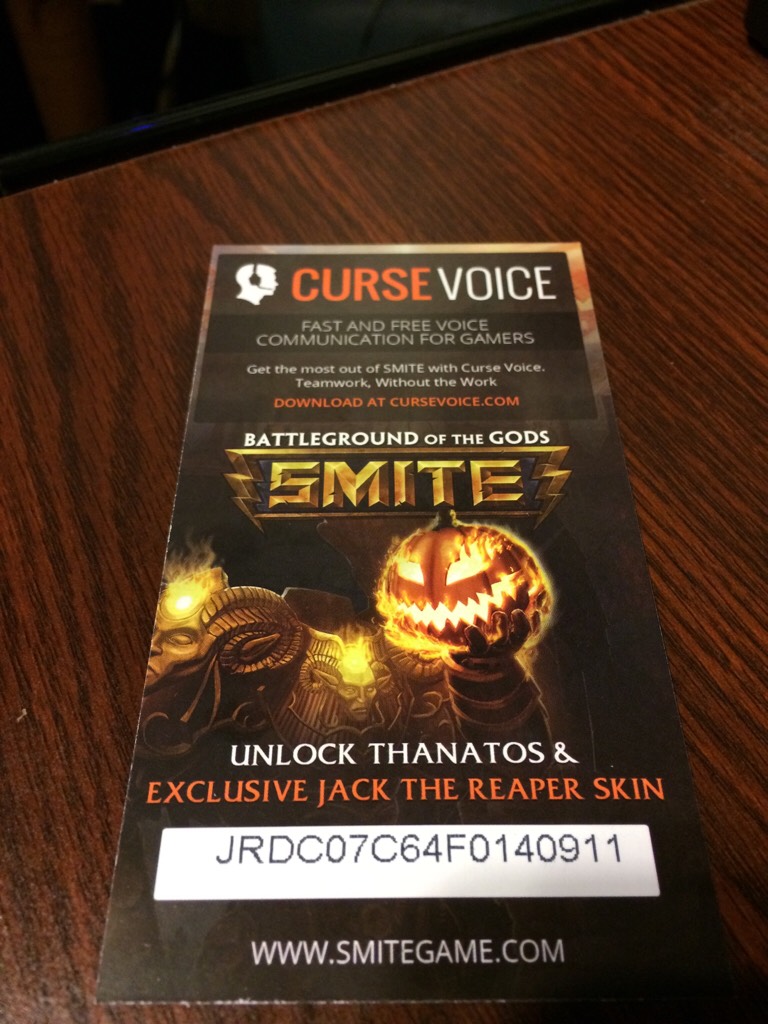 CURSE VOICE
FAST AND FREE VOICE
COMMUNICATION FOR GAMERS
Get the most out of SMITE with Curse Voice.
Teamwork, Without the Work
DOWNLOAD AT CURSEVOICE.COM
BATTLEGROUND OF THE GODS
SMITE
UNLOCK THANATOS &
EXCLUSIVE JACK THE REAPER SKIN
JRDC07C64F0140911
WWW.SMITEGAME.COM